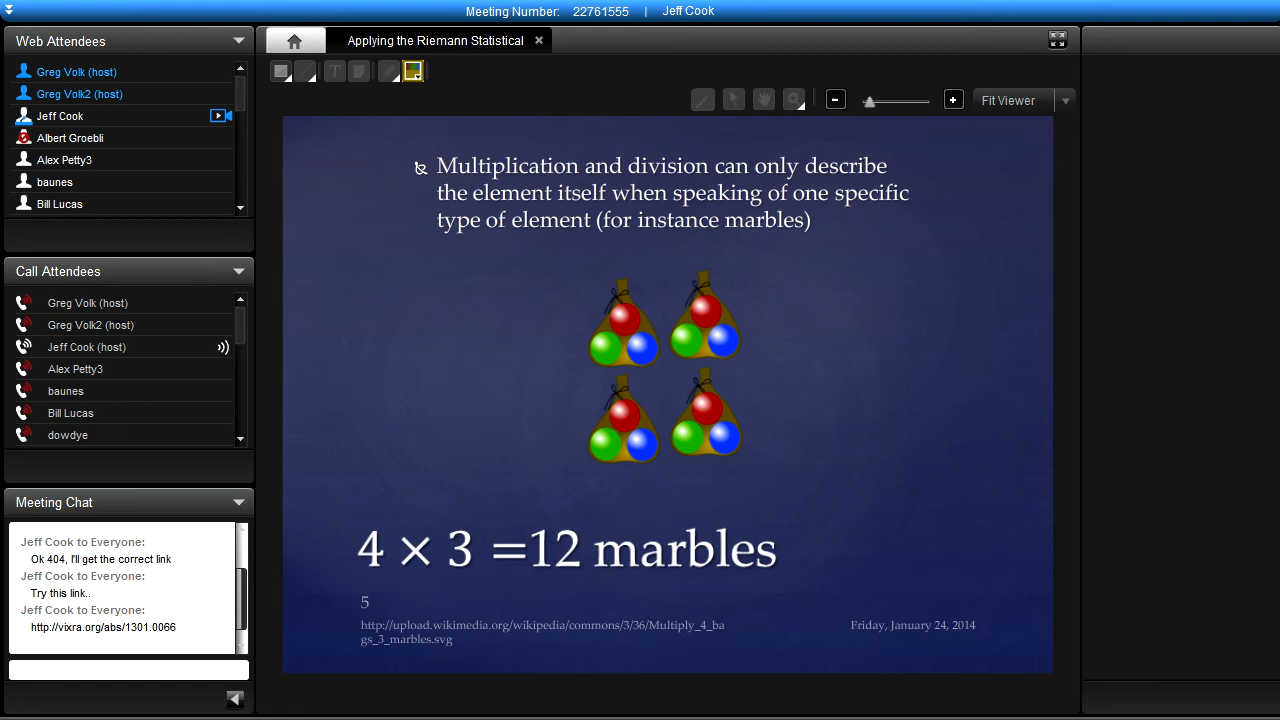 Meeting Number: 22761555 | Jeff Cook
Web Attendees
Greg Volk (host)
Greg Volk2 (host)
Jeff Cook
Albert Groebli
Alex Petty3
baunes
Bill Lucas
Call Attendees
Greg Volk (host)
Greg Volk2 (host)
Jeff Cook (host)
Alex Petty3
baunes
Bill Lucas
dowdye
Meeting Chat
Jeff Cook to Everyone:
Ok 404, I'll get the correct link
Jeff Cook to Everyone:
Try this link..
Jeff Cook to Everyone:
http://vixra.org/abs/1301.0066
Applying the Riemann Statistical
T
Fit Viewer
Multiplication and division can only describe
the element itself when speaking of one specific
type of element (for instance marbles)
4 × 3 =12 marbles
5
http://upload.wikimedia.org/wikipedia/commons/3/36/Multiply_4_ba
gs_3_marbles.svg
Friday, January 24, 2014